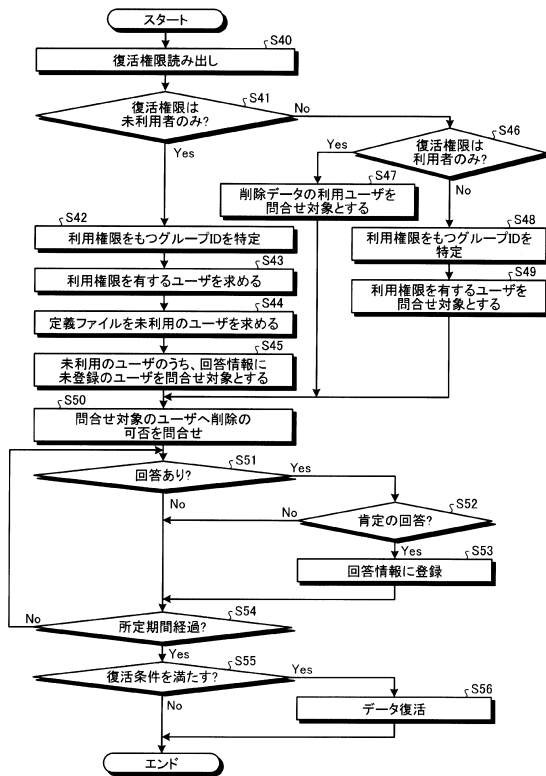 スタート
S40
復活権限読み出し
S41
復活権限は
未利用者のみ?
No
Yes
S46
復活権限は
利用者のみ?
Yes
No
S47
削除データの利用ユーザを
問合せ対象とする
S42
利用権限をもつグループIDを特定
S48
利用権限をもつグループIDを
特定
S43
利用権限を有するユーザを求める
S49
利用権限を有するユーザを
問合せ対象とする
S44
定義ファイルを未利用のユーザを求める
S45
未利用のユーザのうち、回答情報に
未登録のユーザを問合せ対象とする
S50
問合せ対象のユーザへ削除の
可否を問合せ
S51
回答あり?
Yes
No
S52
肯定の回答?
No
Yes
S53
回答情報に登録
S54
所定期間経過?
No
Yes
S55
復活条件を満たす?
Yes
No
S56
データ復活
エンド